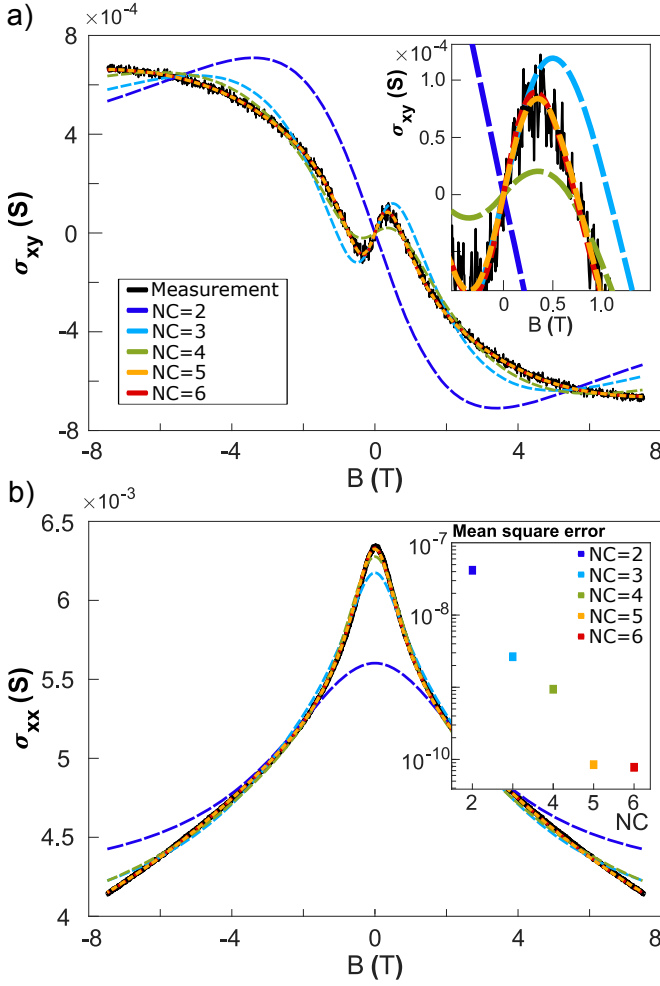 a)
×10⁻⁴
8
4
0
-4
-8
σxy (S)
Measurement
NC=2
NC=3
NC=4
NC=5
NC=6
-8
-4
0
4
8
B (T)
×10⁻⁴
1.0
0.5
0
σxy (S)
0
0.5
1.0
B (T)
b)
×10⁻³
6.5
6
5.5
5
4.5
4
σxx (S)
-8
-4
0
4
8
B (T)
Mean square error
10⁻⁷
10⁻⁸
10⁻¹⁰
NC=2
NC=3
NC=4
NC=5
NC=6
2
3
4
5
6
NC